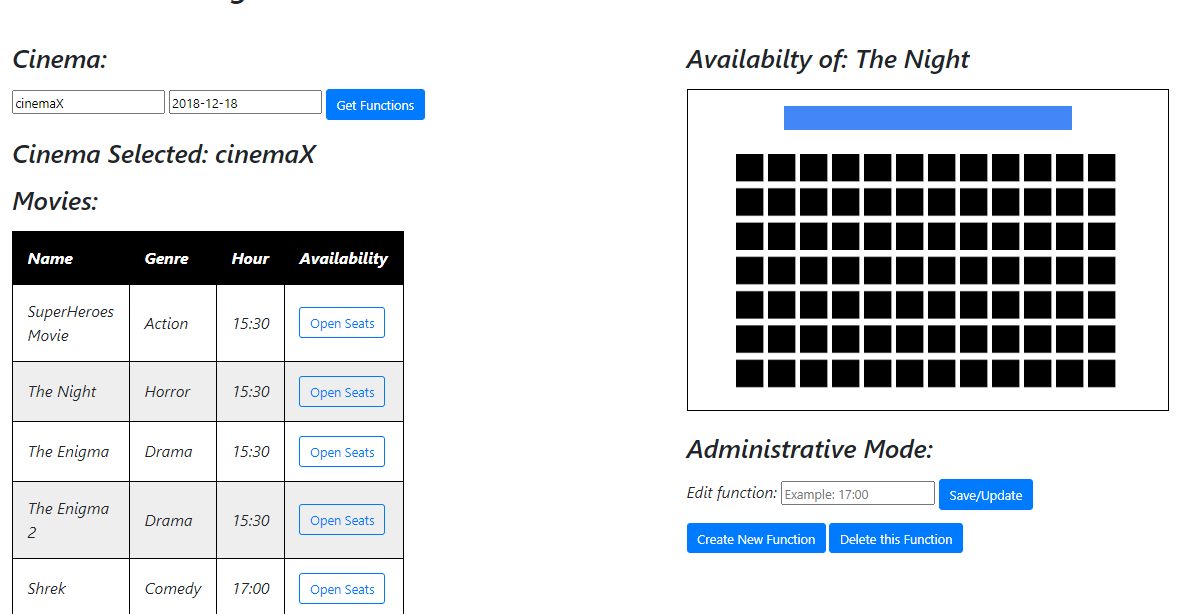 Cinema:
cinemaX 2018-12-18 Get Functions
Cinema Selected: cinemaX
Movies:
Name Genre Hour Availability
SuperHeroes
Movie Action 15:30 Open Seats
The Night Horror 15:30 Open Seats
The Enigma Drama 15:30 Open Seats
The Enigma
2 Drama 15:30 Open Seats
Shrek Comedy 17:00 Open Seats
Availabilty of: The Night
Administrative Mode:
Edit function: Example: 17:00 Save/Update
Create New Function Delete this Function